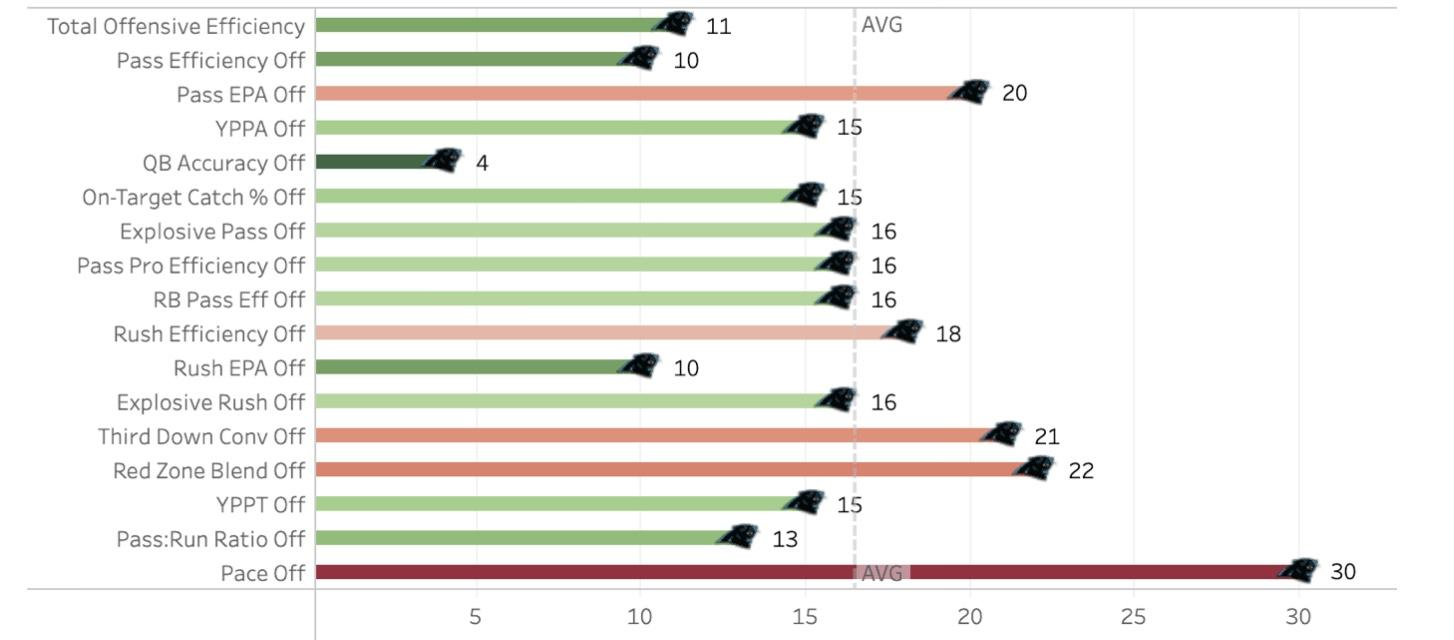 Total Offensive Efficiency 11 AVG
Pass Efficiency Off 10
Pass EPA Off 20
YPPA Off 15
QB Accuracy Off 4
On-Target Catch % Off 15
Explosive Pass Off 16
Pass Pro Efficiency Off 16
RB Pass Eff Off 16
Rush Efficiency Off 18
Rush EPA Off 10
Explosive Rush Off 16
Third Down Conv Off 21
Red Zone Blend Off 22
YPPT Off 15
Pass:Run Ratio Off 13
Pace Off AVG 30
5 10 15 20 25 30